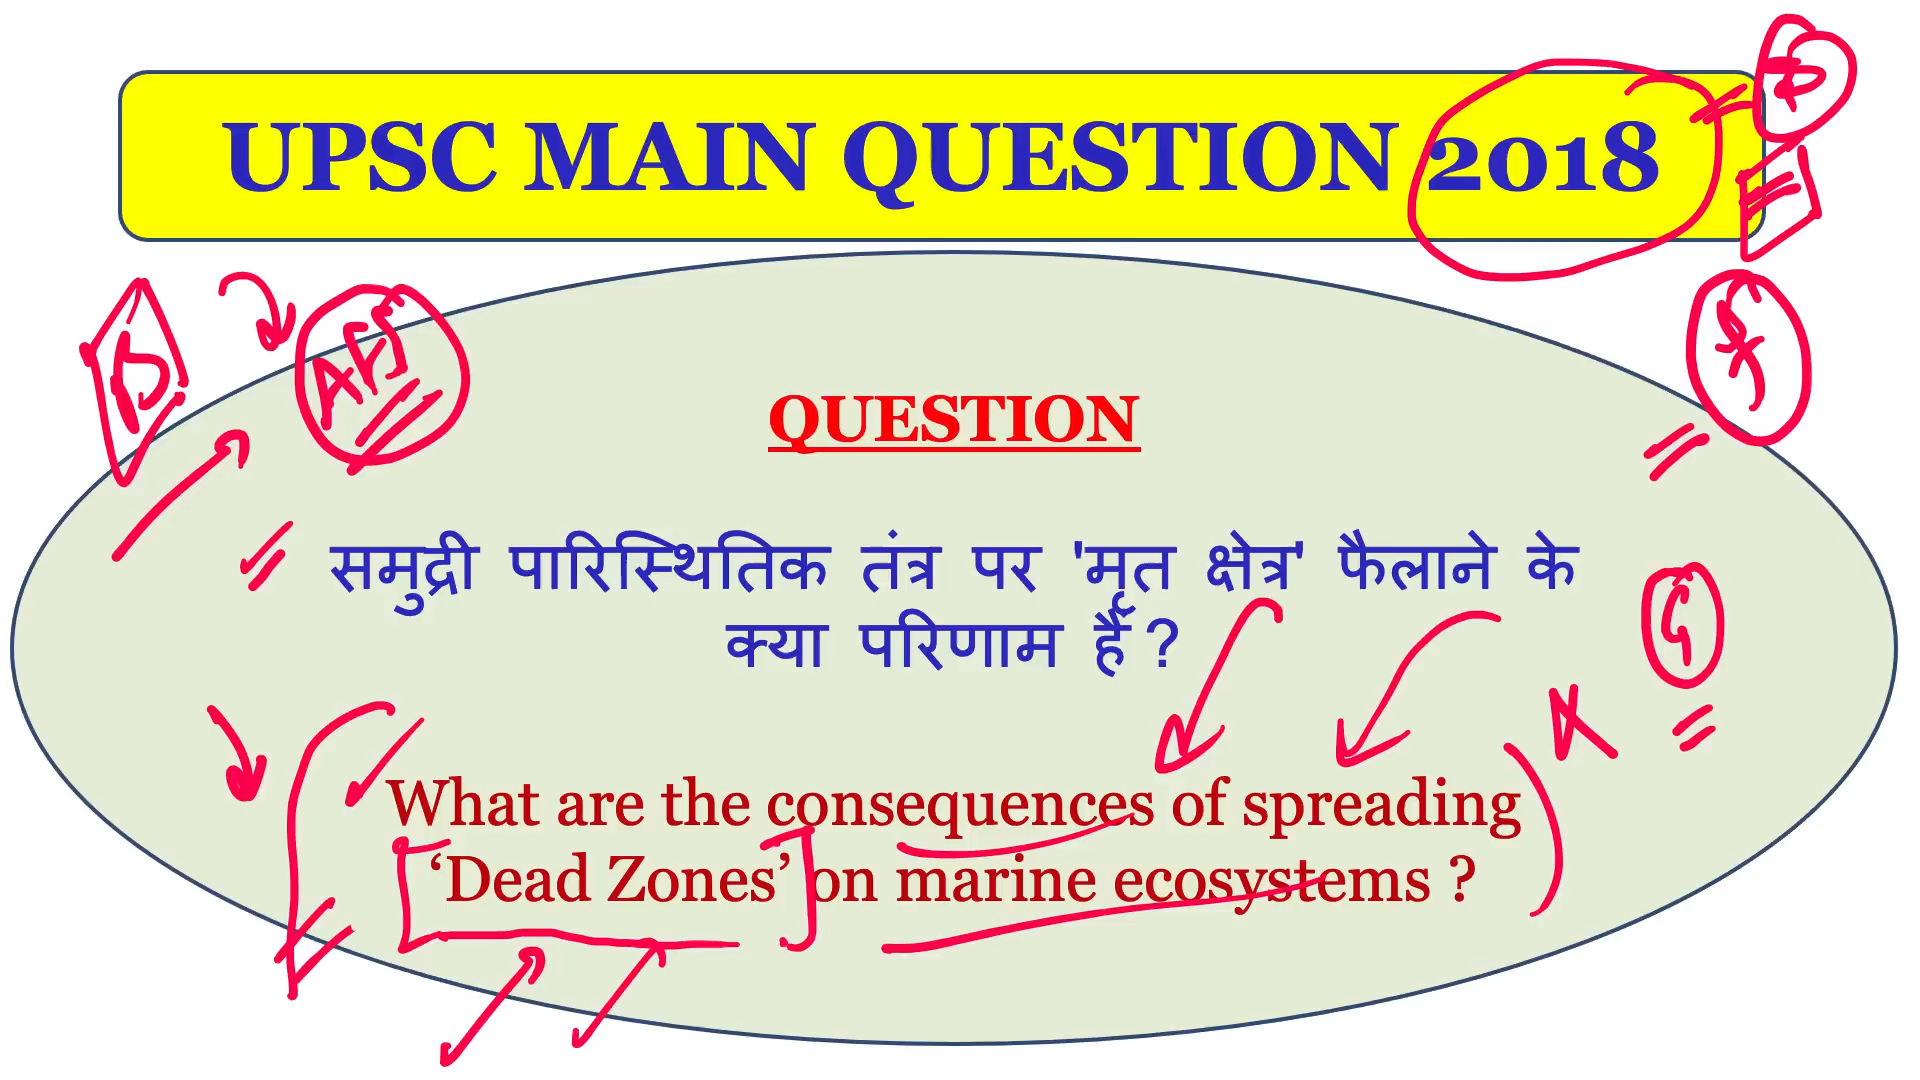 UPSC MAIN QUESTION 2018
QUESTION
समुद्री पारिस्थितिक तंत्र पर 'मृत क्षेत्र' फैलाने के
क्या परिणाम हैं ?
What are the consequences of spreading
‘Dead Zones’ on marine ecosystems ?